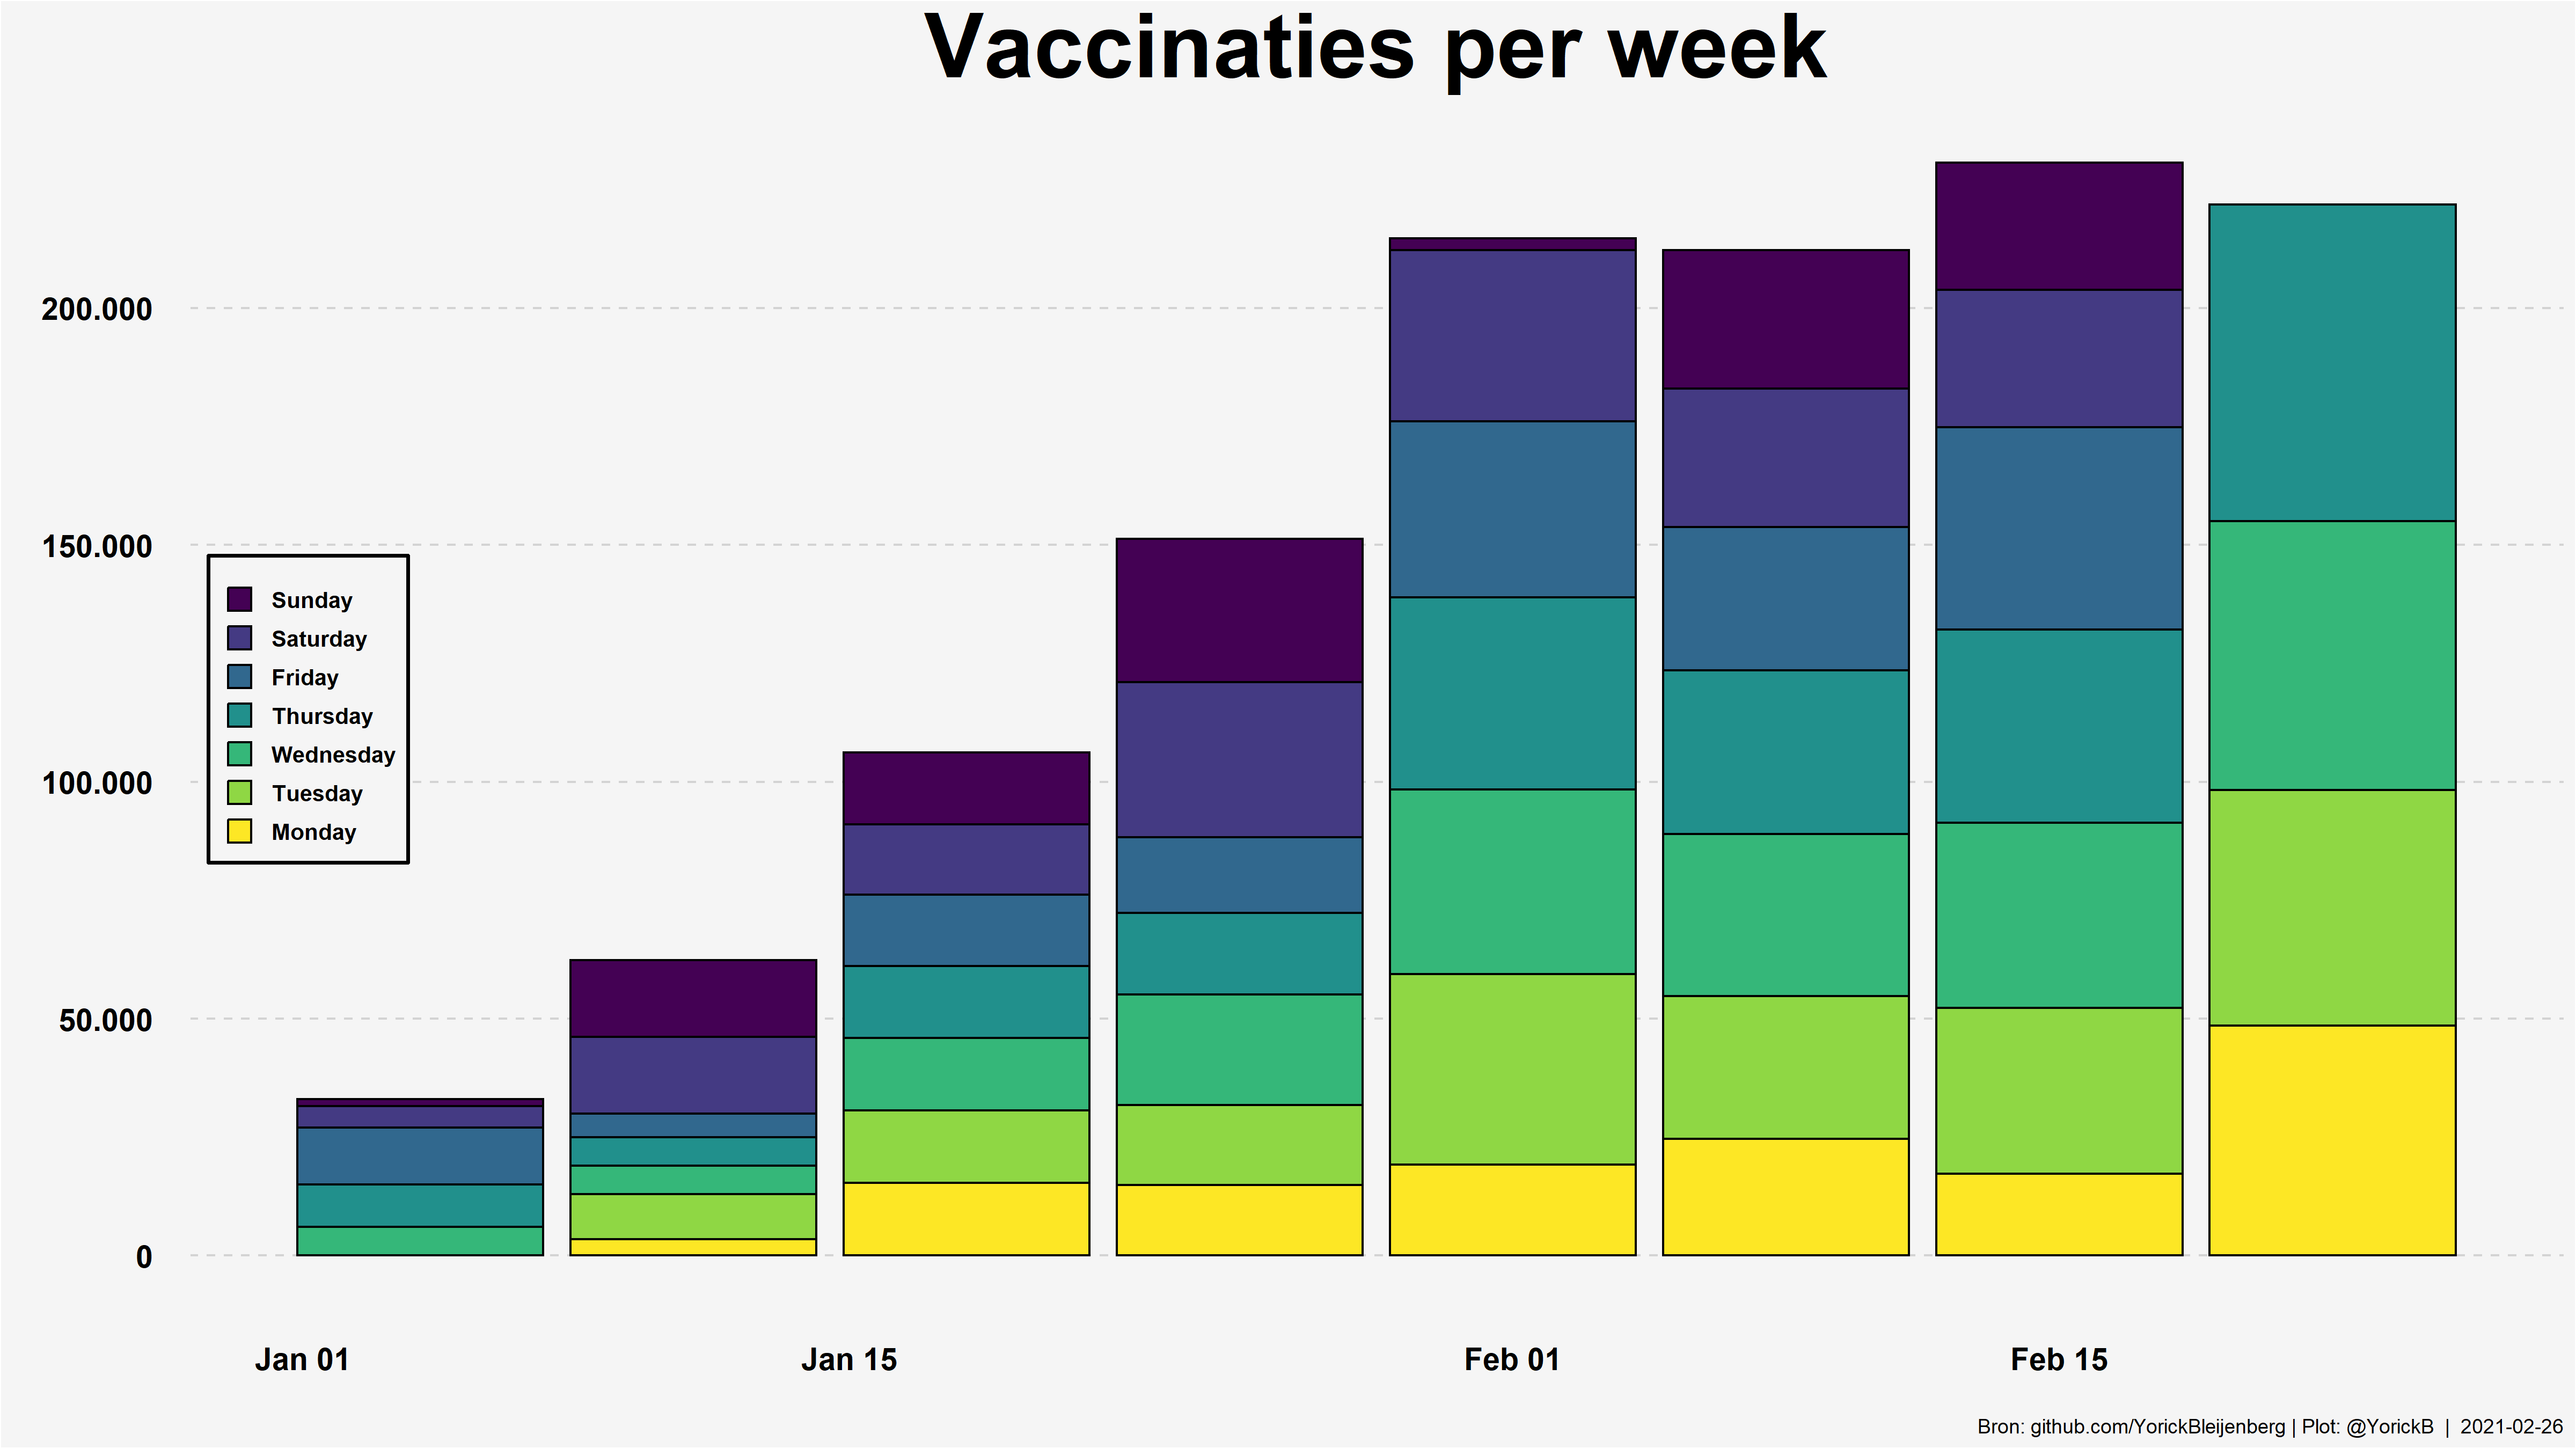 Vaccinaties per week
200.000
150.000
100.000
50.000
0
Sunday
Saturday
Friday
Thursday
Wednesday
Tuesday
Monday
Jan 01
Jan 15
Feb 01
Feb 15
Bron: github.com/YorickBleijenberg | Plot: @YorickB | 2021-02-26